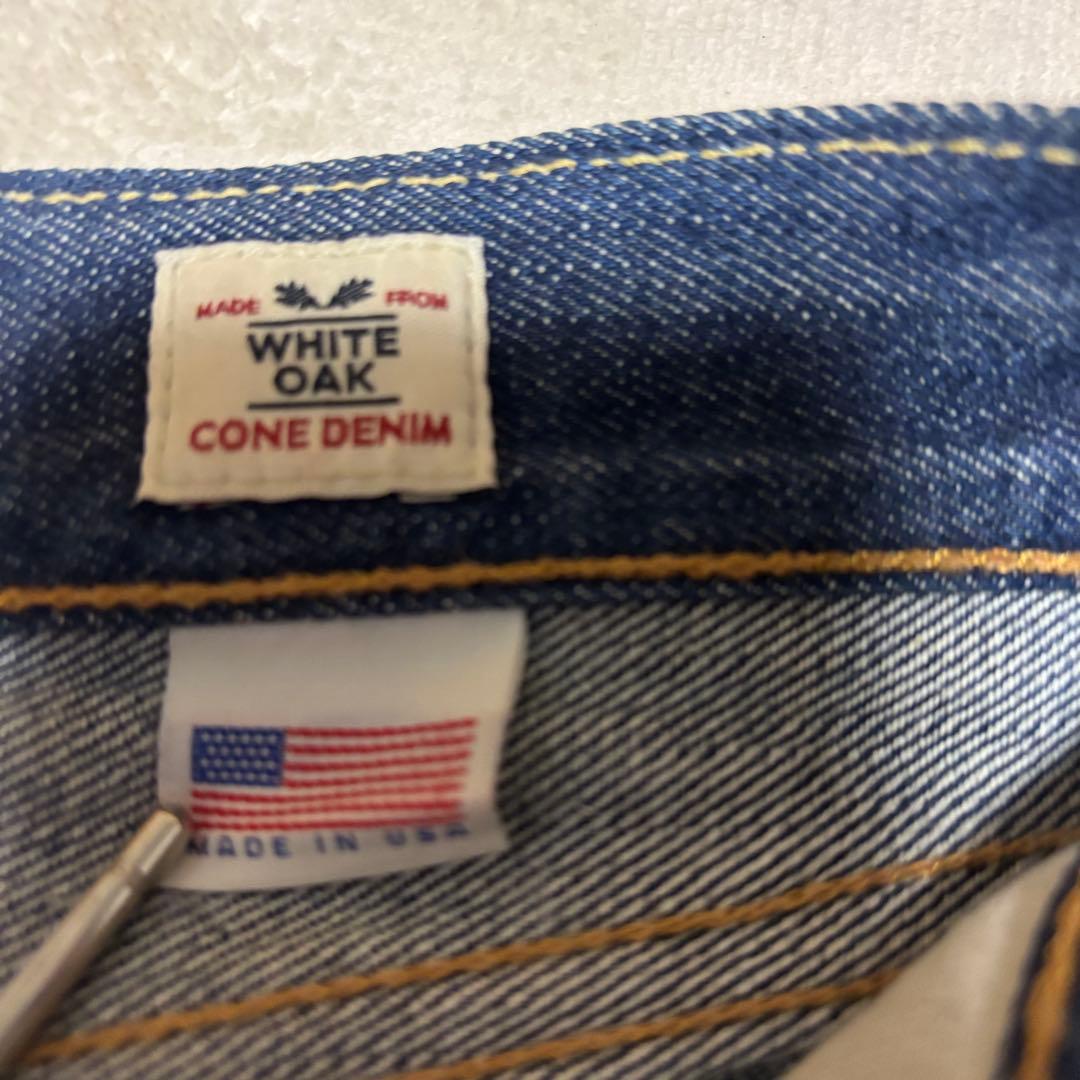 MADE FROM
WHITE
OAK
CONE DENIM
MADE IN USA